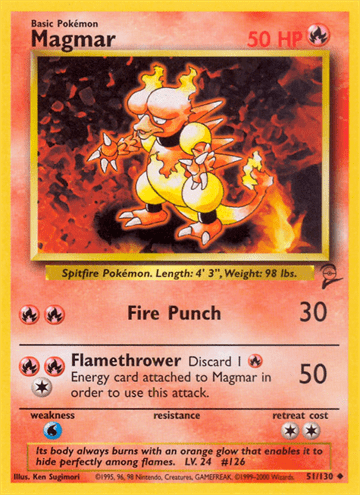 Basic Pokémon
Magmar 50 HP
Spitfire Pokémon. Length: 4' 3", Weight: 98 lbs.
Fire Punch 30
Flamethrower Discard 1
Energy card attached to Magmar in
order to use this attack.
50
weakness resistance retreat cost
Its body always burns with an orange glow that enables it to
hide perfectly among flames. LV. 24 #126
Illus. Ken Sugimori ©1995, 96, 98 Nintendo, Creatures, GAMEFREAK. ©1999-2000 Wizards. 51/130